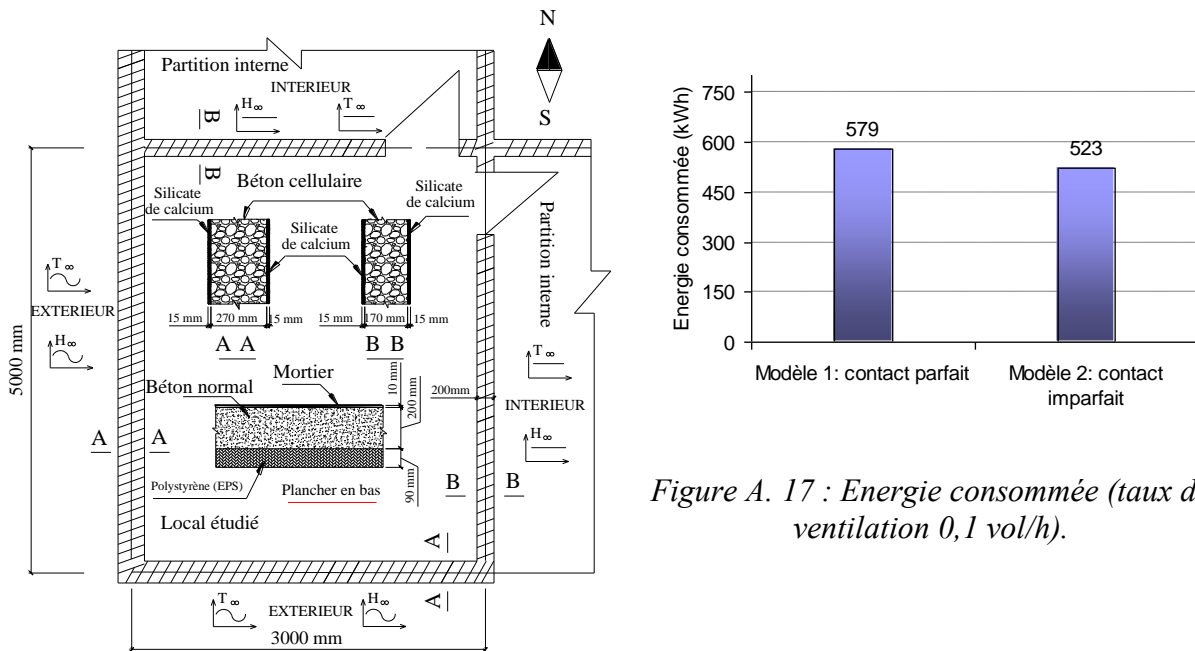 N
S
Partition interne
INTERIEUR
H∞
T∞
B
B
Béton cellulaire
Silicate
de calcium
Silicate
de calcium
Silicate
de calcium
Partition interne
T∞
EXTERIEUR
H∞
15 mm
270 mm
15 mm
15 mm
170 mm
15 mm
A A
B B
5000 mm
Mortier
Béton normal
10 mm
200 mm
90 mm
200mm
T∞
INTERIEUR
H∞
A
A
Polystyrène (EPS)
Plancher en bas
B
B
Local étudié
A
A
T∞
EXTERIEUR
H∞
3000 mm
Energie consommée (kWh)
750
600
450
300
150
0
579
523
Modèle 1: contact parfait
Modèle 2: contact
imparfait
Figure A. 17 : Energie consommée (taux d
ventilation 0,1 vol/h).